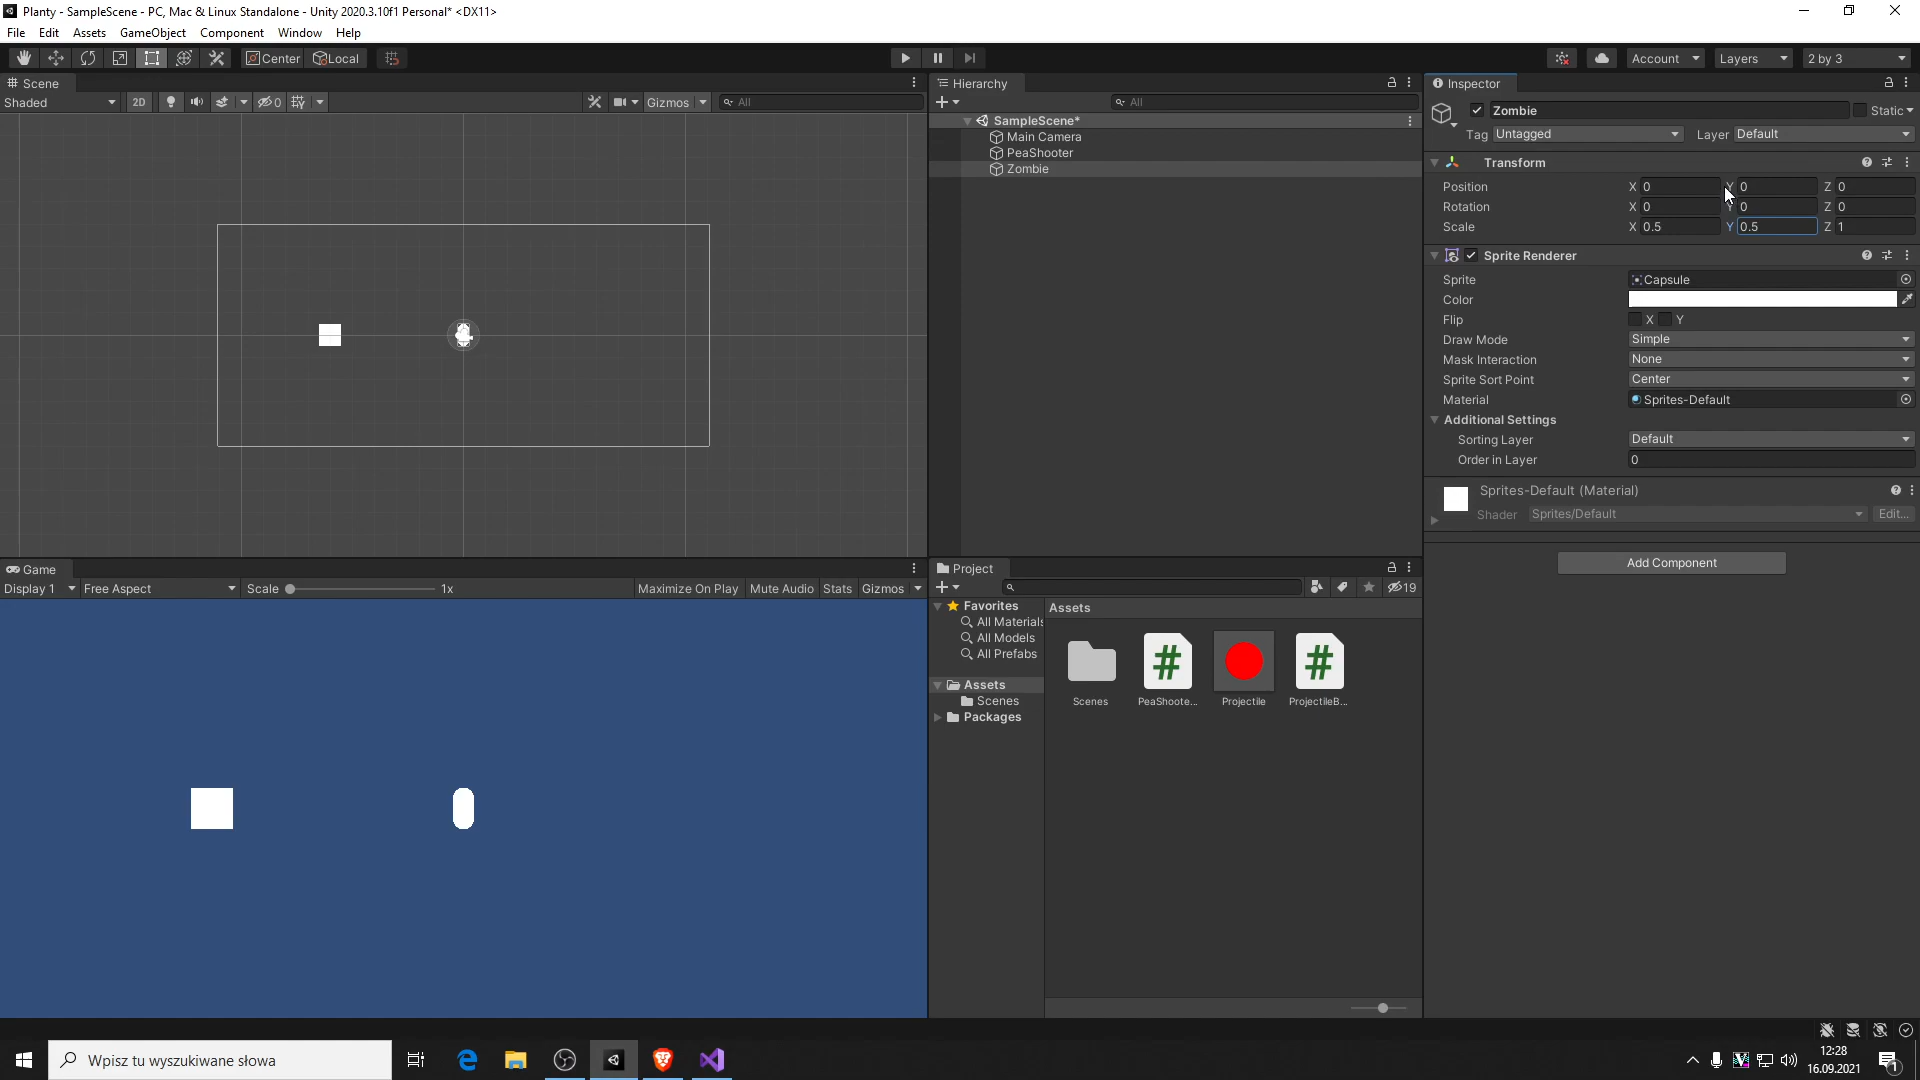 Planty - SampleScene - PC, Mac & Linux Standalone - Unity 2020.3.10f1 Personal* <DX11>
File Edit Assets GameObject Component Window Help
Center Local Account Layers 2 by 3
Scene
Shaded 2D 0 Gizmos All
Hierarchy
All
SampleScene*
Main Camera
PeaShooter
Zombie
Inspector
Zombie Static
Tag Untagged Layer Default
Transform
Position X 0 Y 0 Z 0
Rotation X 0 Y 0 Z 0
Scale X 0.5 Y 0.5 Z 1
Sprite Renderer
Sprite Capsule
Color
Flip X Y
Draw Mode Simple
Mask Interaction None
Sprite Sort Point Center
Material Sprites-Default
Additional Settings
Sorting Layer Default
Order in Layer 0
Sprites-Default (Material)
Shader Sprites/Default Edit...
Add Component
Game
Display 1 Free Aspect Scale 1x Maximize On Play Mute Audio Stats Gizmos
Project
19
Favorites
All Materials
All Models
All Prefabs
Assets
Scenes
Packages
Assets
Scenes PeaShoote... Projectile ProjectileB...
Wpisz tu wyszukiwane słowa
12:28
16.09.2021
1